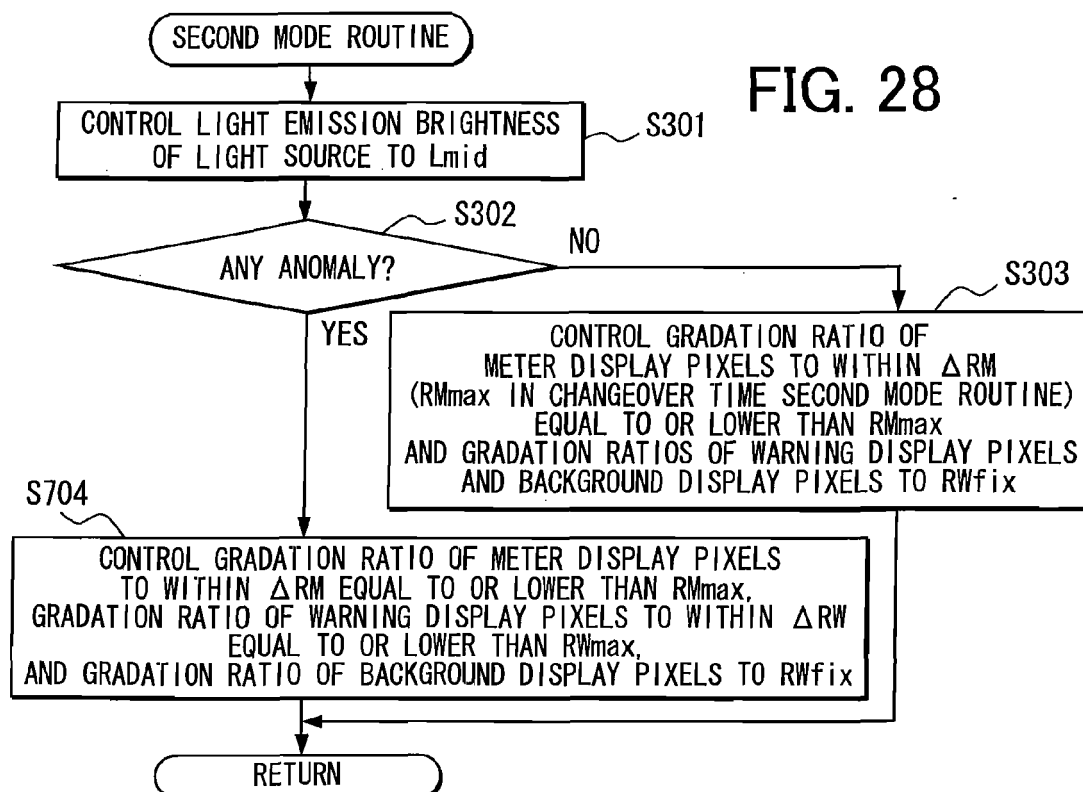 SECOND MODE ROUTINE
FIG. 28
CONTROL LIGHT EMISSION BRIGHTNESS
OF LIGHT SOURCE TO Lmid
S301
S302
ANY ANOMALY?
NO
YES
S303
CONTROL GRADATION RATIO OF
METER DISPLAY PIXELS TO WITHIN ΔRM
(RMmax IN CHANGEOVER TIME SECOND MODE ROUTINE)
EQUAL TO OR LOWER THAN RMmax
AND GRADATION RATIOS OF WARNING DISPLAY PIXELS
AND BACKGROUND DISPLAY PIXELS TO RWfix
S704
CONTROL GRADATION RATIO OF METER DISPLAY PIXELS
TO WITHIN ΔRM EQUAL TO OR LOWER THAN RMmax,
GRADATION RATIO OF WARNING DISPLAY PIXELS TO WITHIN ΔRW
EQUAL TO OR LOWER THAN RWmax,
AND GRADATION RATIO OF BACKGROUND DISPLAY PIXELS TO RWfix
RETURN